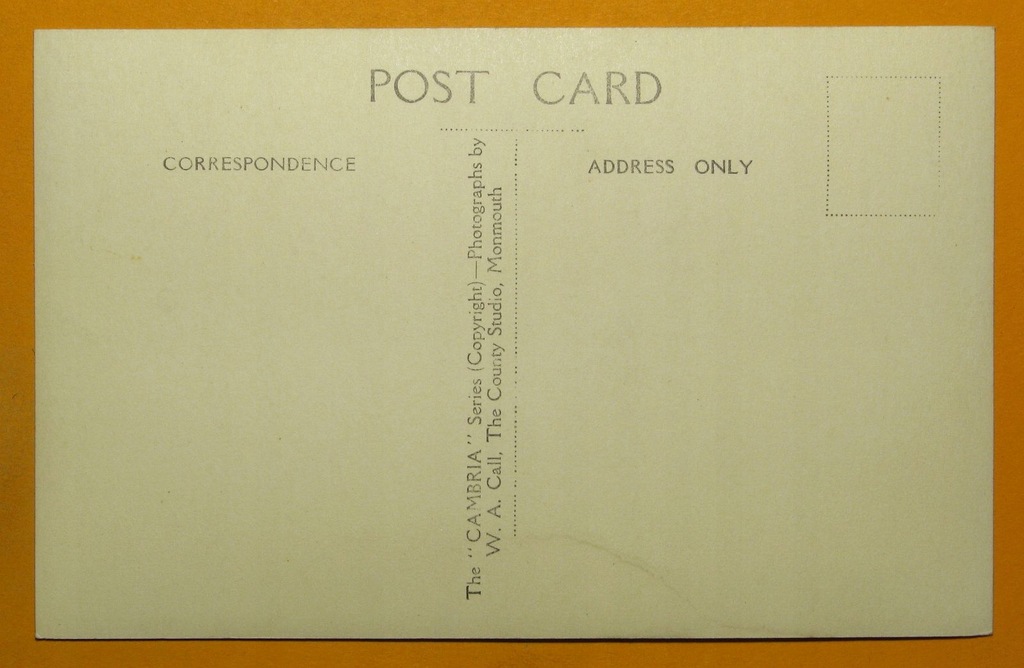 POST CARD
CORRESPONDENCE
ADDRESS ONLY
The "CAMBRIA" Series (Copyright)—Photographs by
W. A. Call, The County Studio, Monmouth